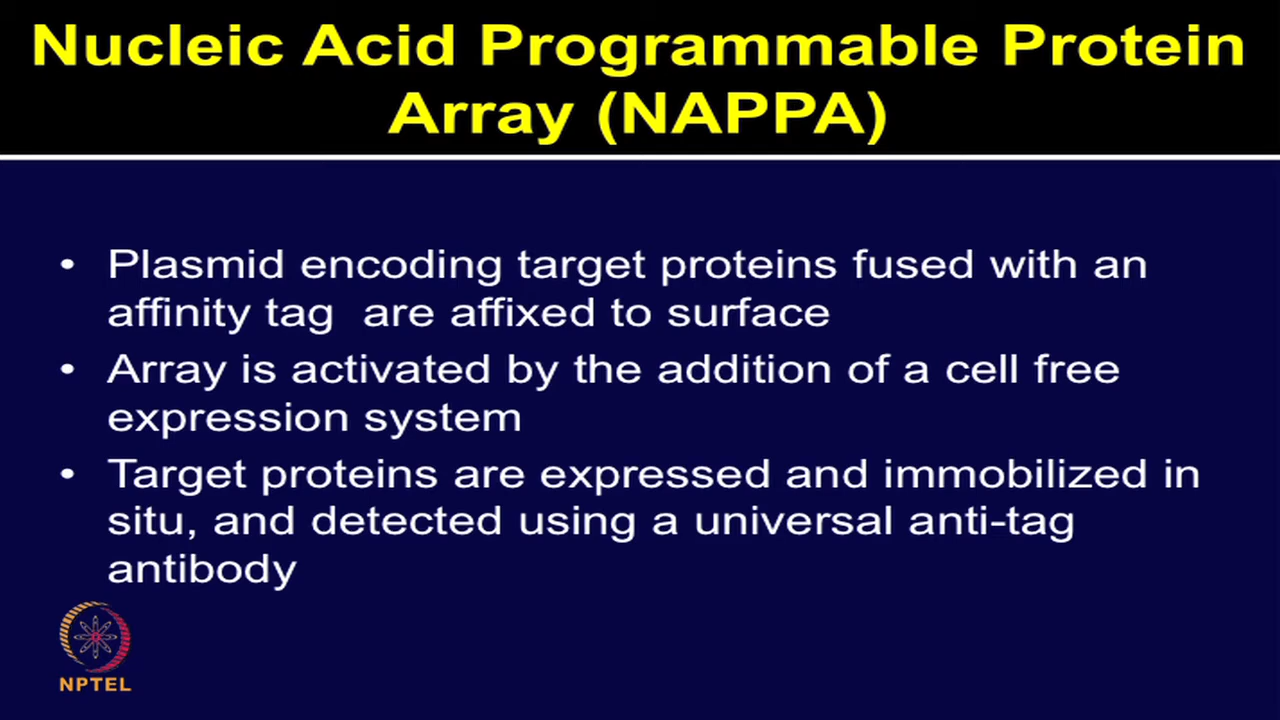 Nucleic Acid Programmable Protein
Array (NAPPA)
• Plasmid encoding target proteins fused with an
affinity tag are affixed to surface
• Array is activated by the addition of a cell free
expression system
• Target proteins are expressed and immobilized in
situ, and detected using a universal anti-tag
antibody
NPTEL